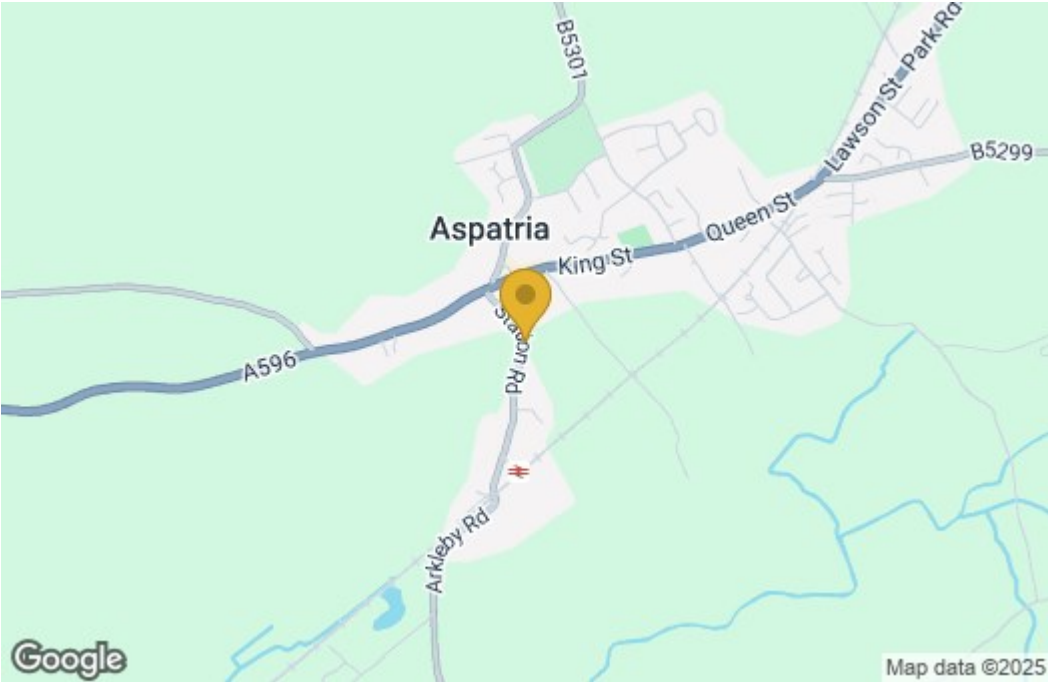 B5301
Park Rd
Lawson St
B5299
Queen St
Aspatria
King St
Station Rd
A596
Arkleby Rd
Google
Map data ©2025